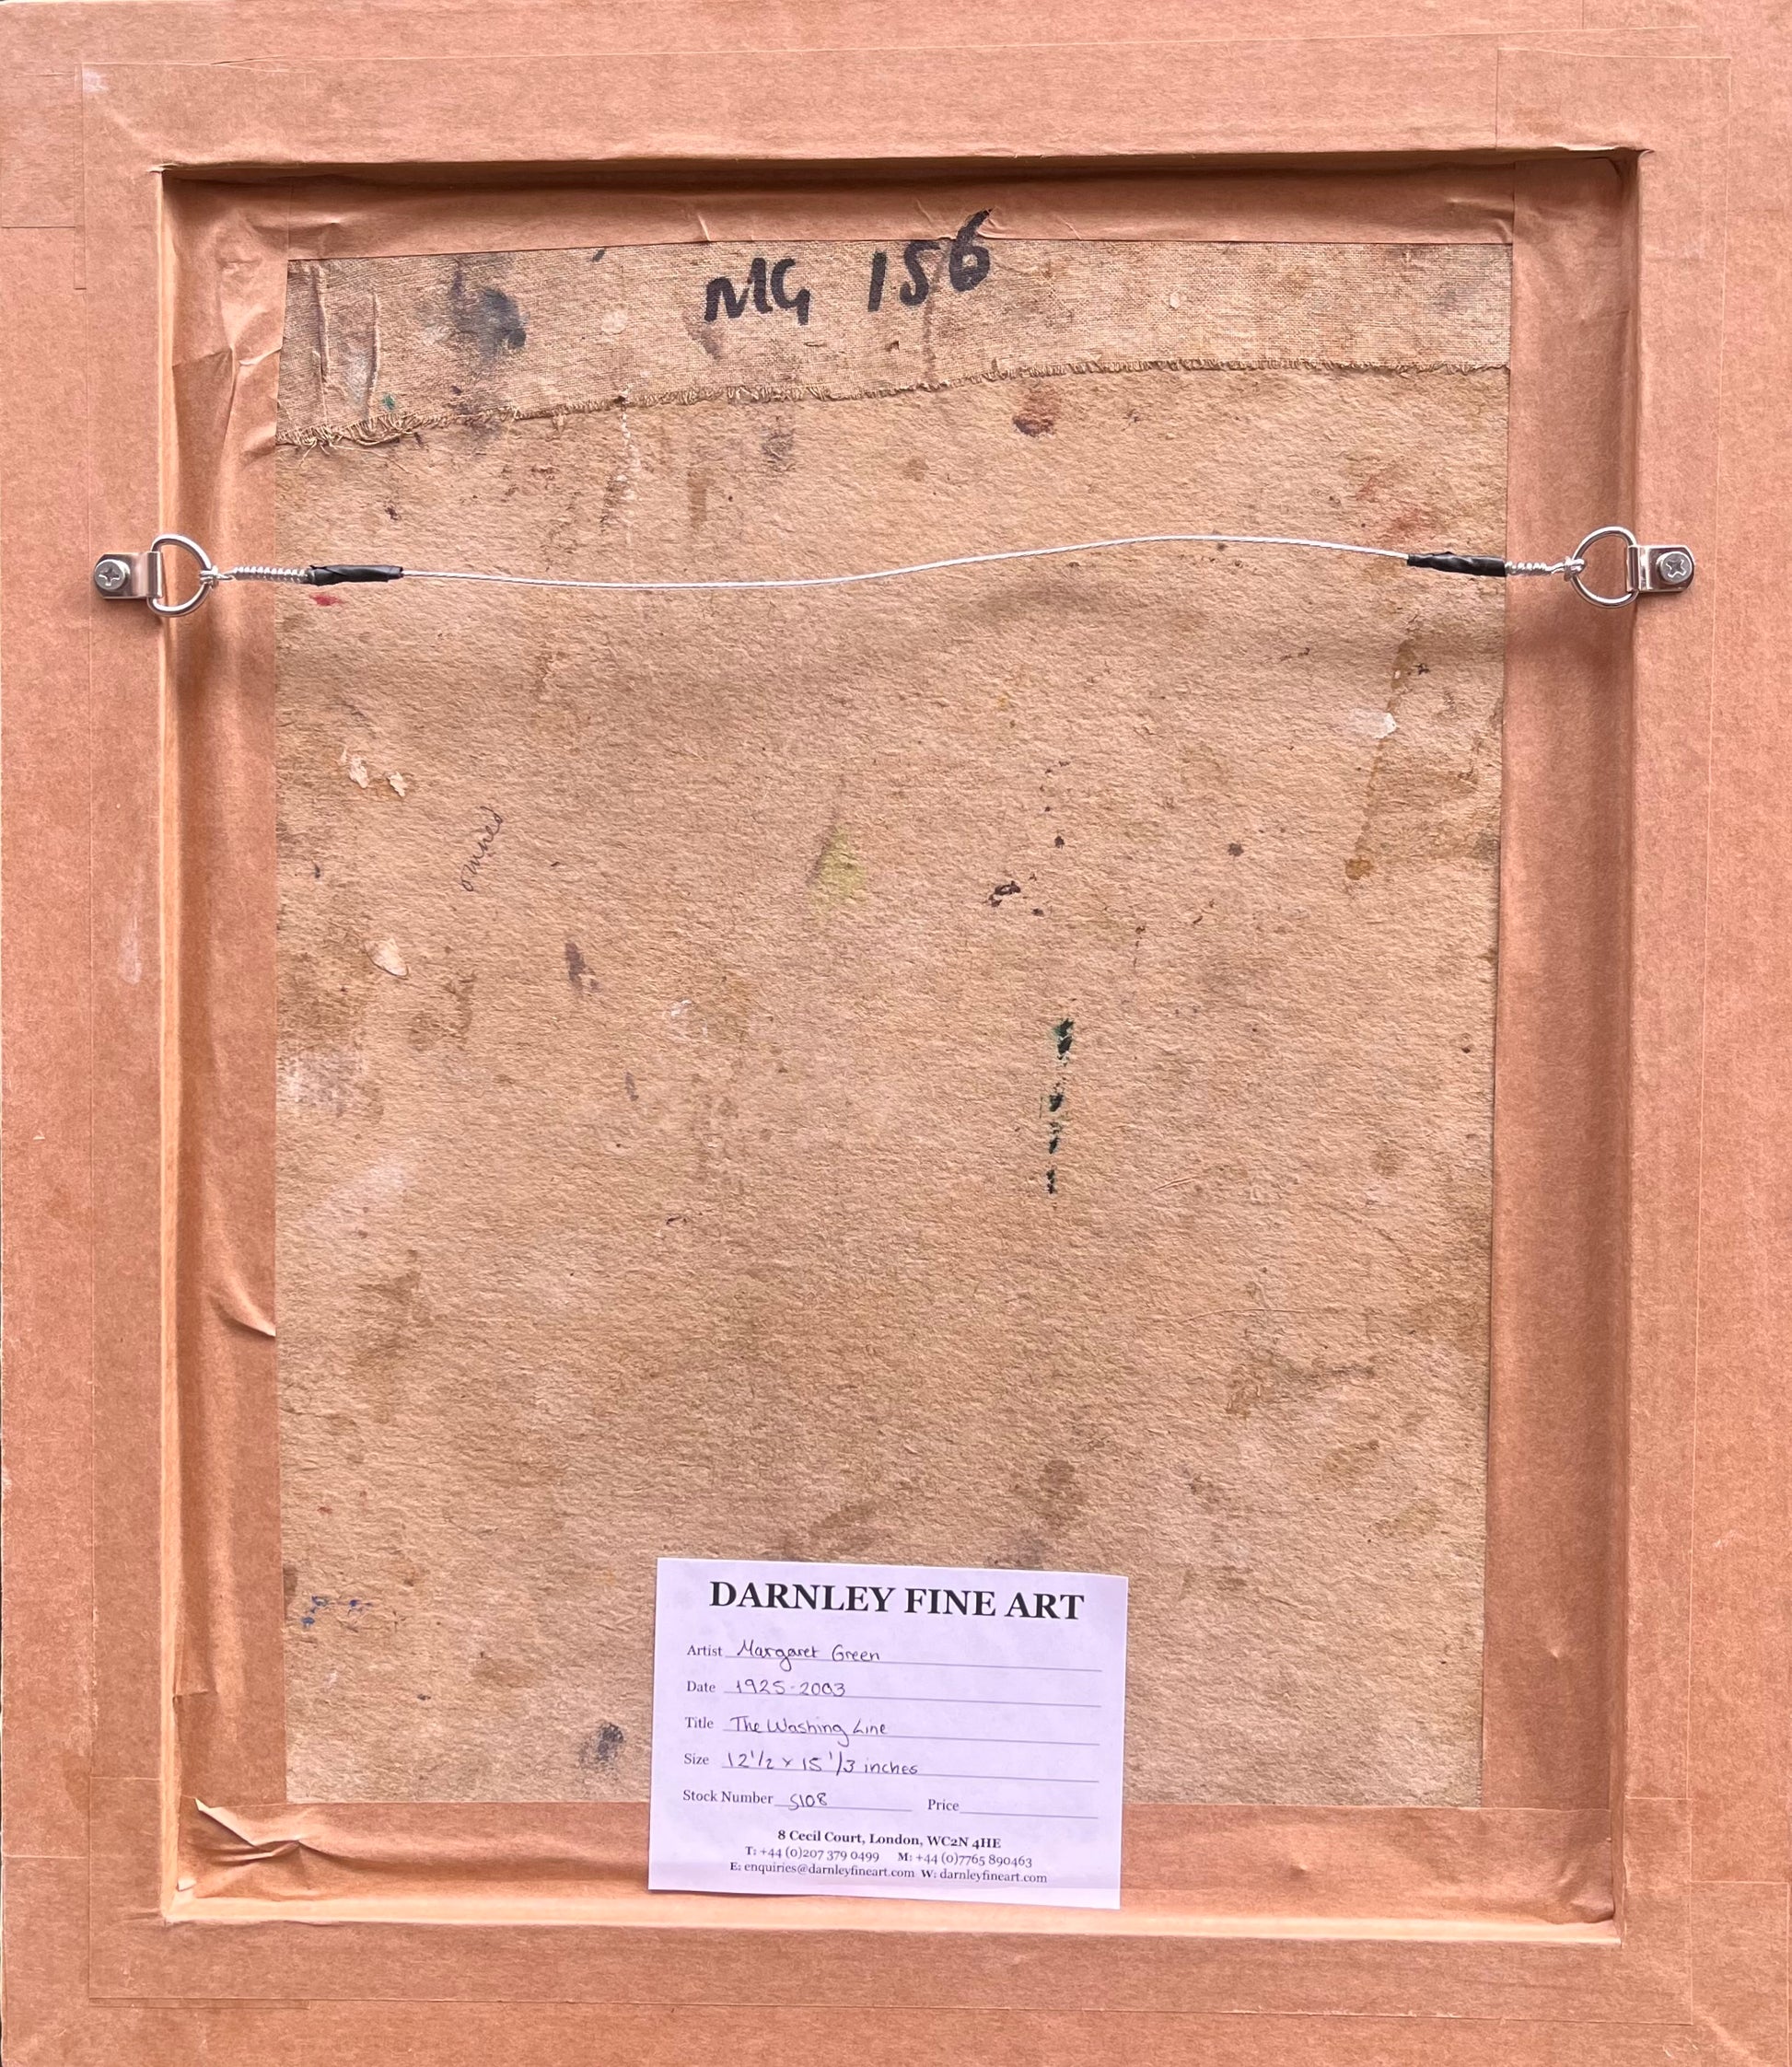 MG 156
DARNLEY FINE ART
Artist Margaret Green
Date 1925-2003
Title The Washing Line
Size 12 1/2 x 15 1/3 inches
Stock Number S108 Price
8 Cecil Court, London, WC2N 4HE
T: +44 (0)207 379 0499 M: +44 (0)7765 890463
E: enquiries@darnleyfineart.com W: darnleyfineart.com